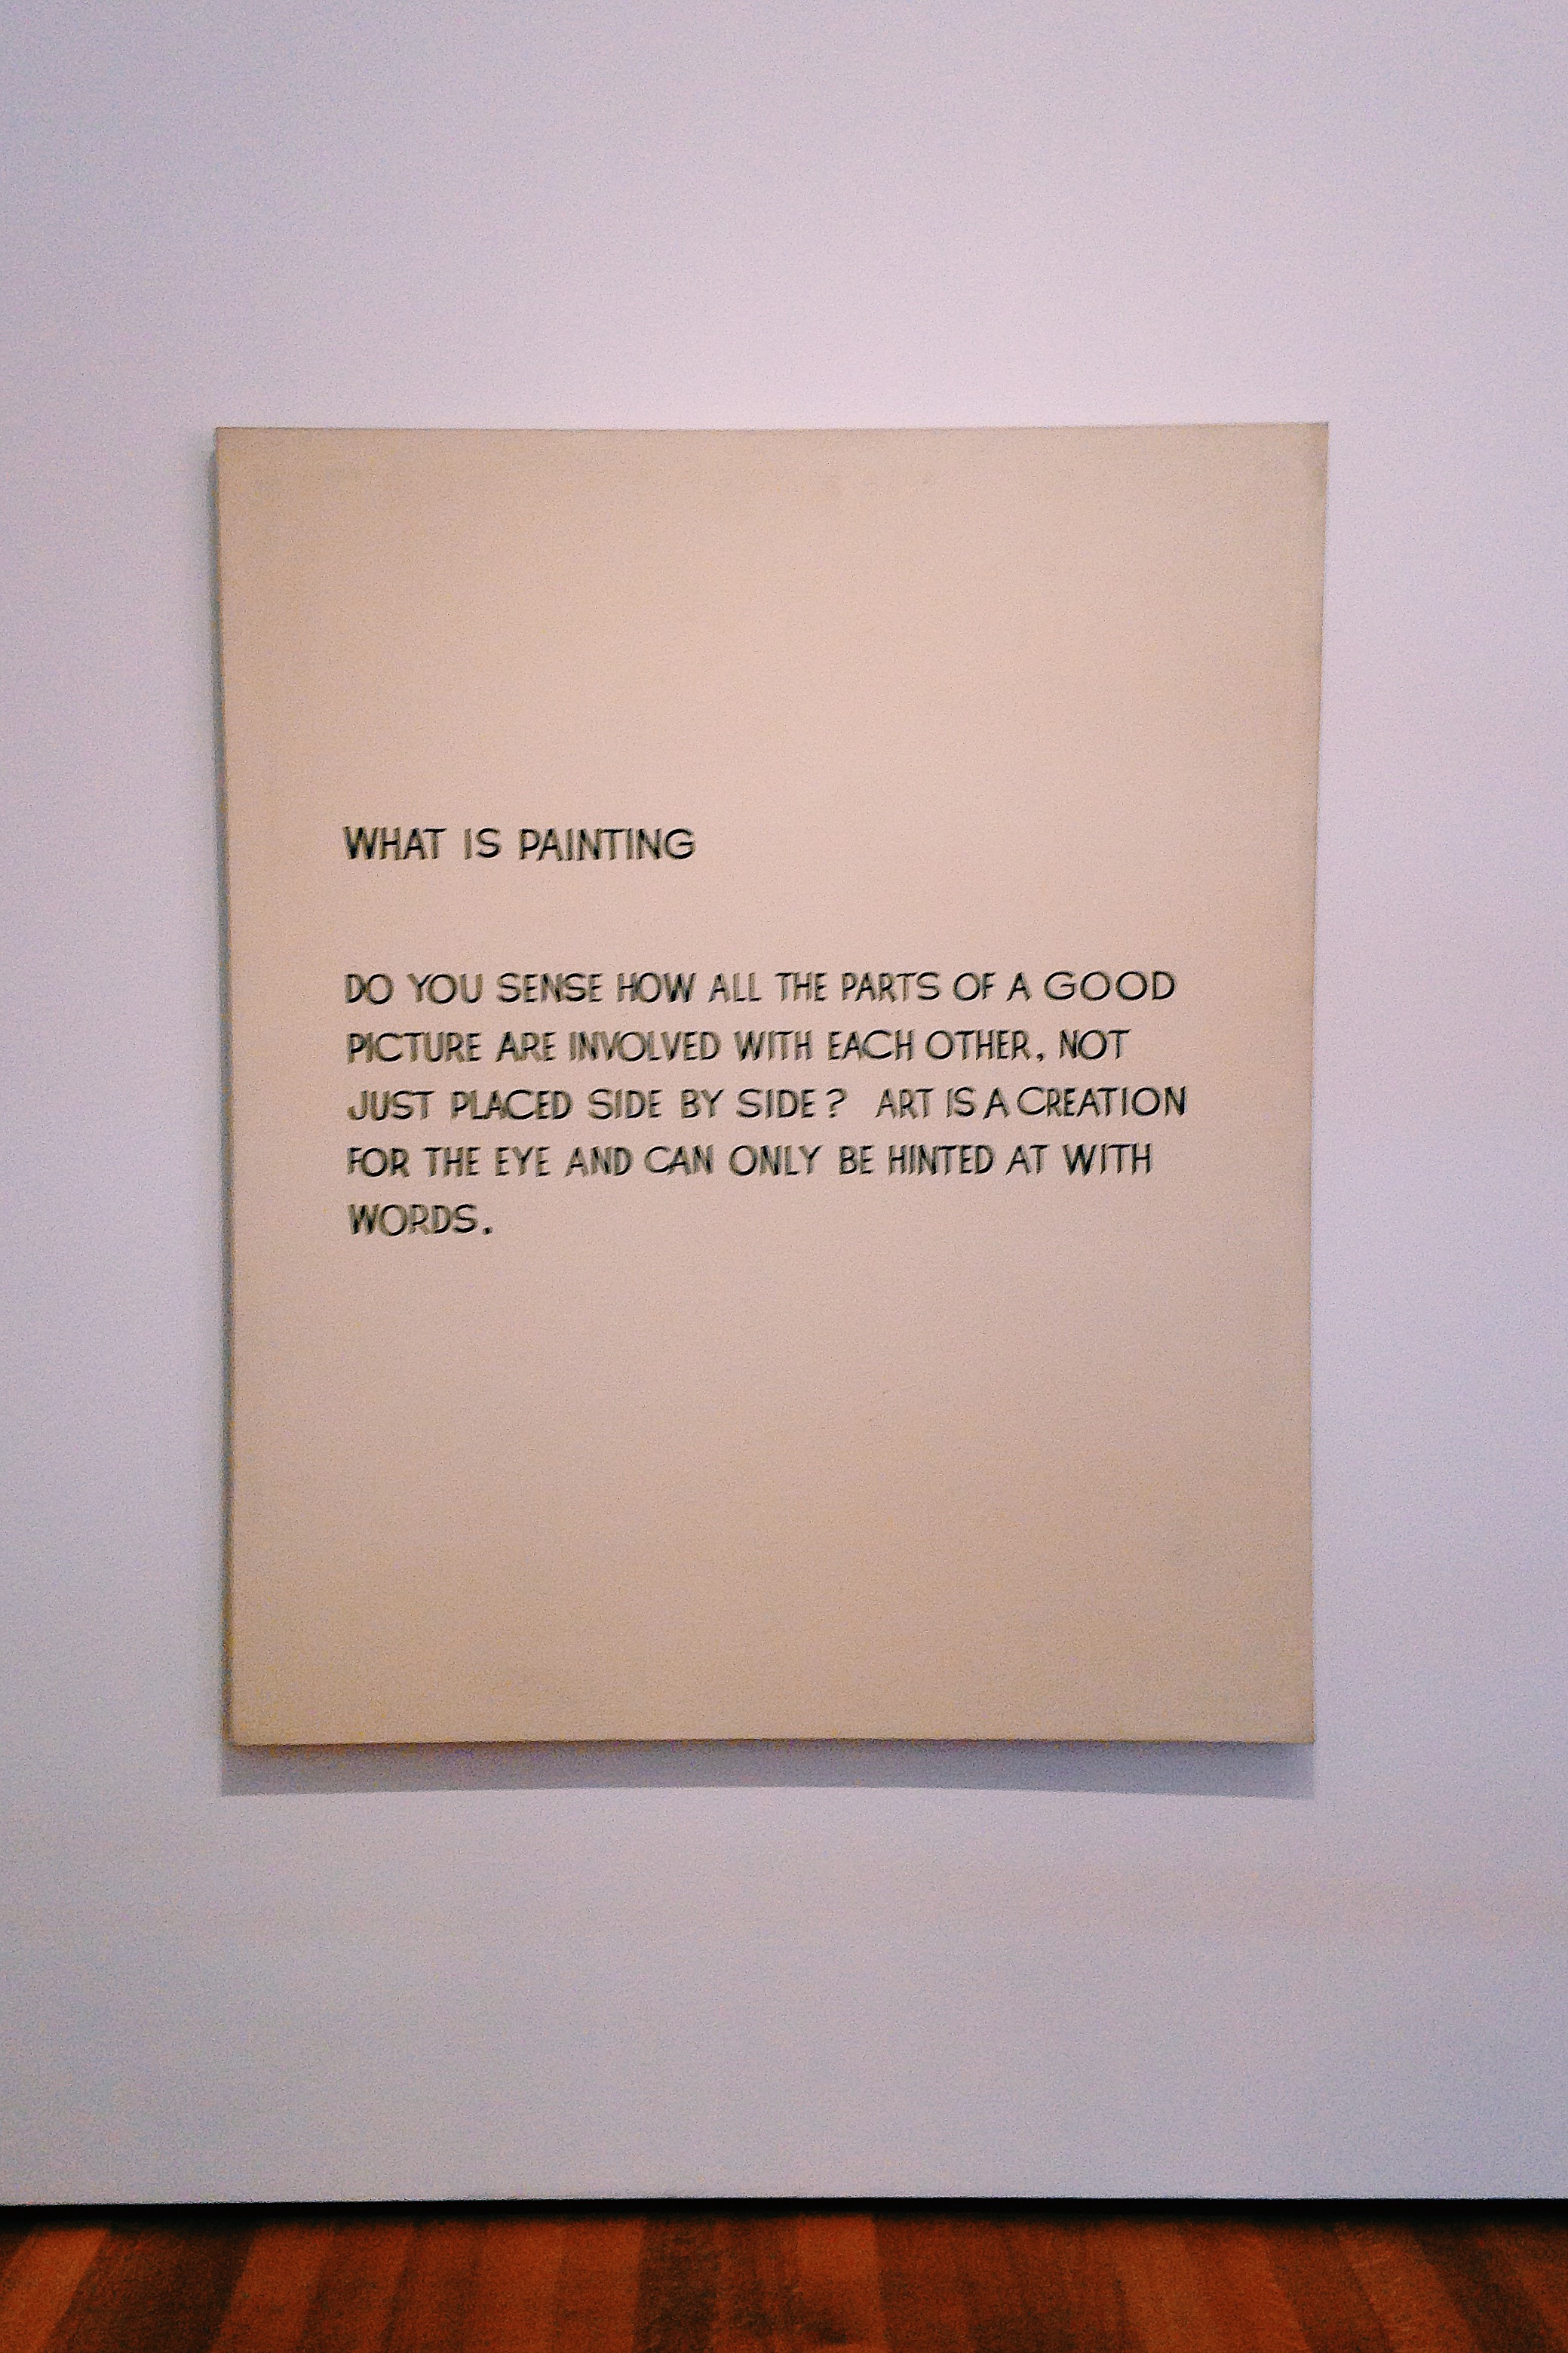 WHAT IS PAINTING
DO YOU SENSE HOW ALL THE PARTS OF A GOOD
PICTURE ARE INVOLVED WITH EACH OTHER, NOT
JUST PLACED SIDE BY SIDE? ART IS A CREATION
FOR THE EYE AND CAN ONLY BE HINTED AT WITH
WORDS.